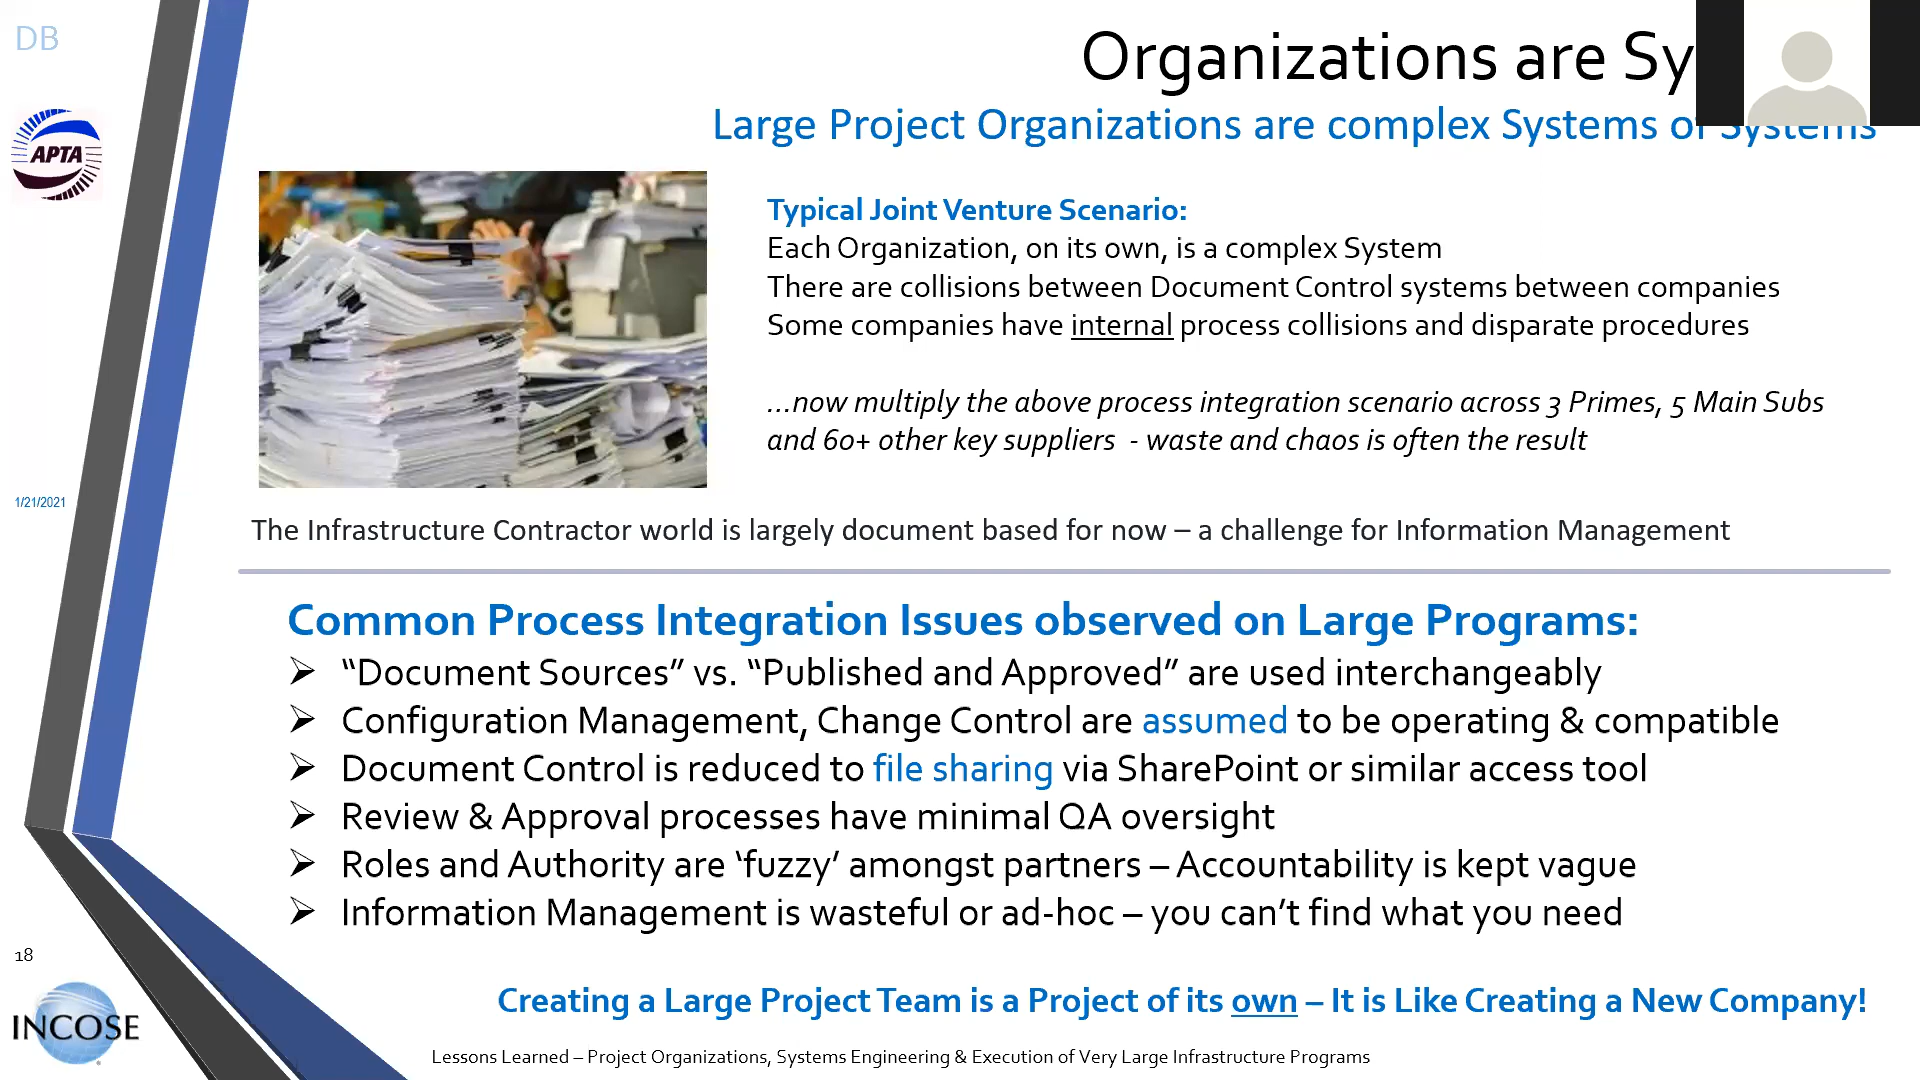 DB
Organizations are Sy
Large Project Organizations are complex Systems of Systems
APTA
Typical Joint Venture Scenario:
Each Organization, on its own, is a complex System
There are collisions between Document Control systems between companies
Some companies have internal process collisions and disparate procedures
...now multiply the above process integration scenario across 3 Primes, 5 Main Subs
and 60+ other key suppliers - waste and chaos is often the result
1/21/2021
The Infrastructure Contractor world is largely document based for now – a challenge for Information Management
Common Process Integration Issues observed on Large Programs:
➢ “Document Sources” vs. “Published and Approved” are used interchangeably
➢ Configuration Management, Change Control are assumed to be operating & compatible
➢ Document Control is reduced to file sharing via SharePoint or similar access tool
➢ Review & Approval processes have minimal QA oversight
➢ Roles and Authority are ‘fuzzy’ amongst partners – Accountability is kept vague
➢ Information Management is wasteful or ad-hoc – you can’t find what you need
18
Creating a Large Project Team is a Project of its own – It is Like Creating a New Company!
INCOSE
Lessons Learned – Project Organizations, Systems Engineering & Execution of Very Large Infrastructure Programs